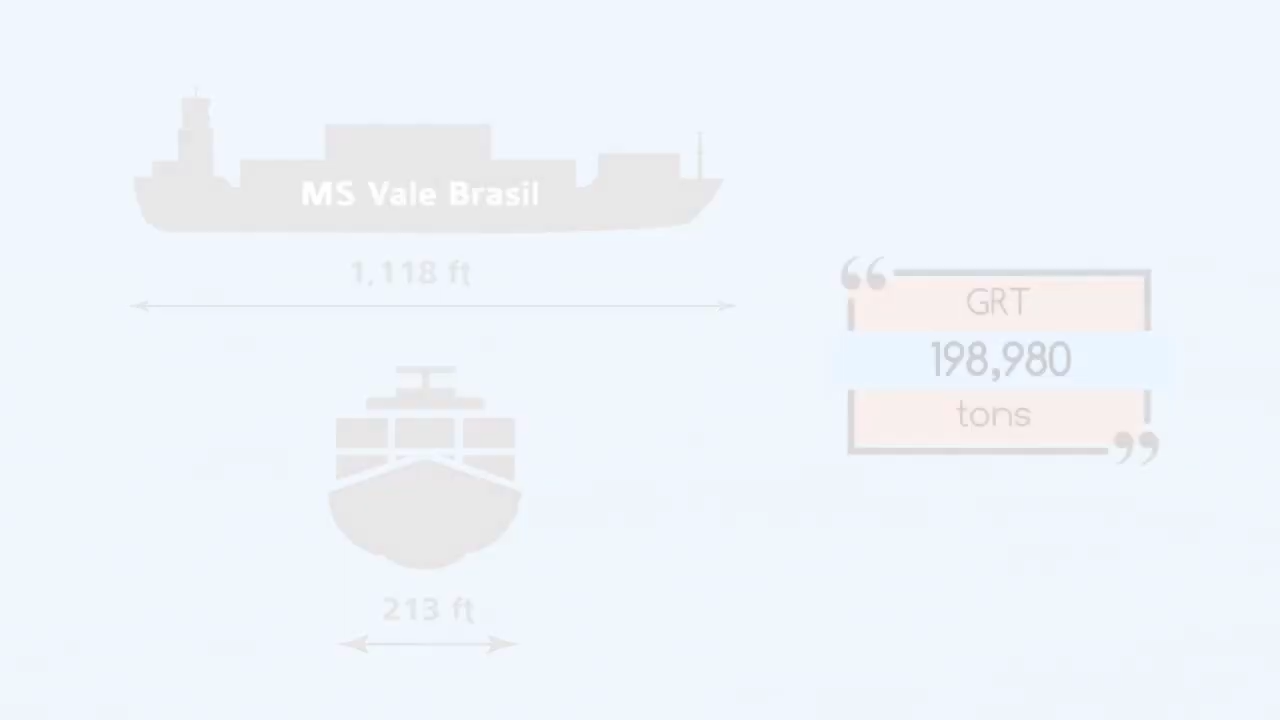 MS Vale Brasil
1,118 ft
213 ft
“ GRT
198,980
tons ”